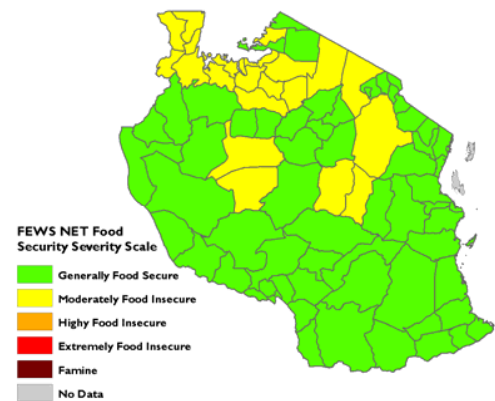 FEWS NET Food
Security Severity Scale
Generally Food Secure
Moderately Food Insecure
Highy Food Insecure
Extremely Food Insecure
Famine
No Data